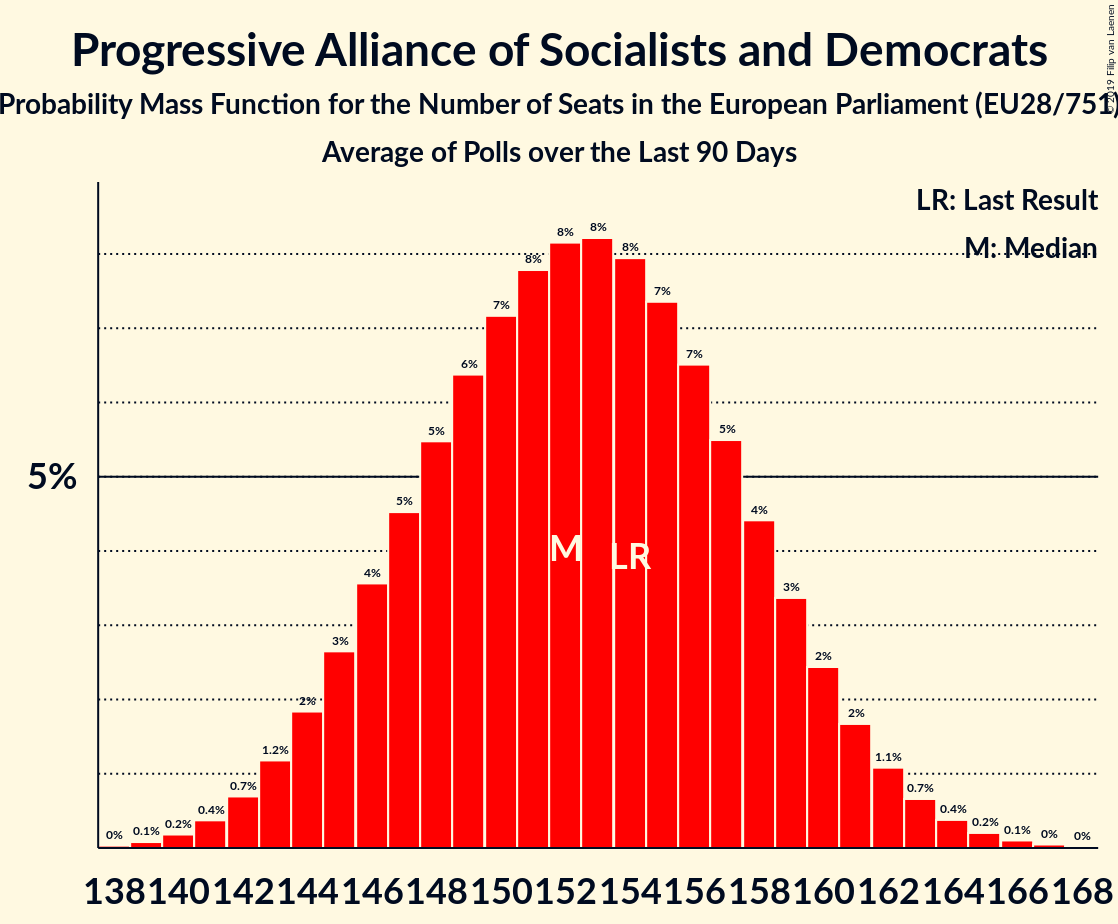 Progressive Alliance of Socialists and Democrats
Probability Mass Function for the Number of Seats in the European Parliament (EU28/751)
Average of Polls over the Last 90 Days
© 2019 Filip van Laenen
LR: Last Result
M: Median
5%
0% 0.1% 0.2% 0.4% 0.7% 1.2% 2% 3% 4% 5% 5% 6% 7% 8% 8% 8% 8% 7% 7% 5% 4% 3% 2% 2% 1.1% 0.7% 0.4% 0.2% 0.1% 0% 0%
M LR
138 140 142 144 146 148 150 152 154 156 158 160 162 164 166 168